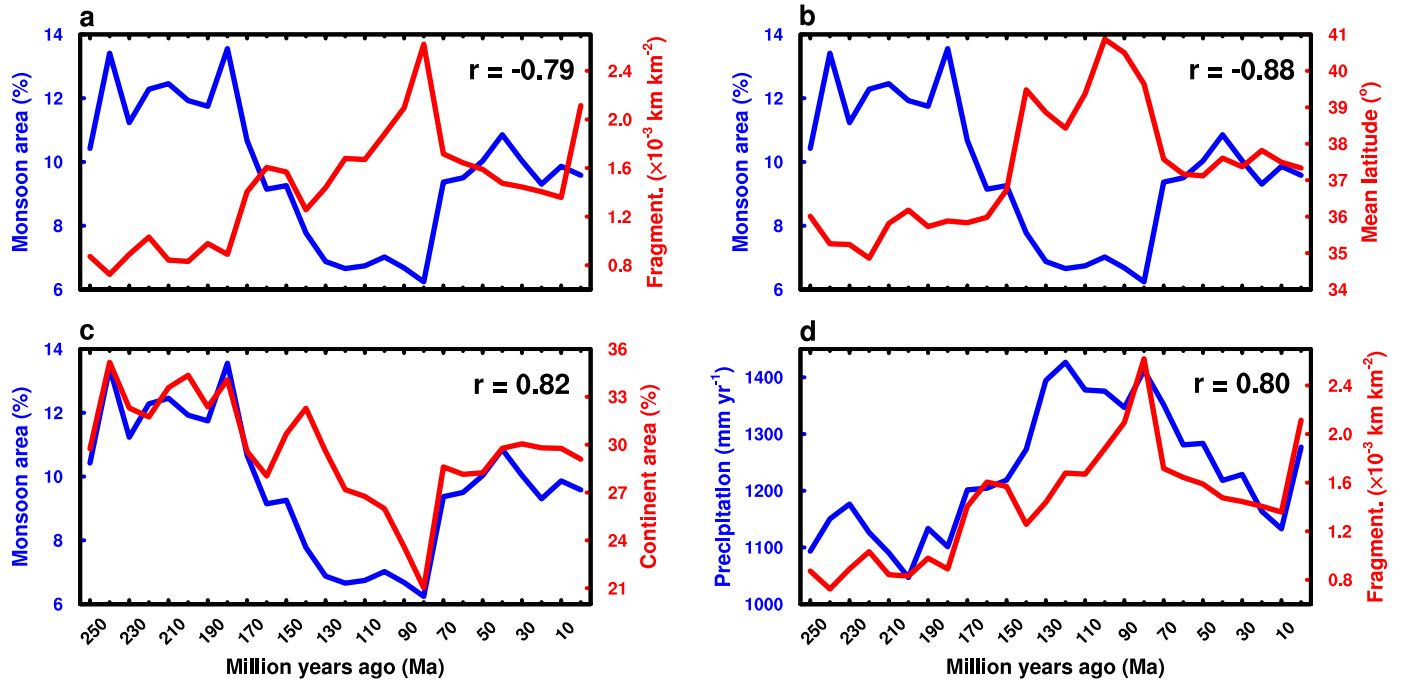 a
14
12
10
8
6
Monsoon area (%)
r = -0.79
2.4
2.0
1.6
1.2
0.8
Fragment. (×10⁻³ km km⁻²)
b
14
12
10
8
6
Monsoon area (%)
r = -0.88
41
40
39
38
37
36
35
34
Mean latitude (°)
c
14
12
10
8
6
Monsoon area (%)
r = 0.82
36
33
30
27
24
21
Continent area (%)
250 230 210 190 170 150 130 110 90 70 50 30 10
Million years ago (Ma)
d
1400
1300
1200
1100
1000
Precipitation (mm yr⁻¹)
r = 0.80
2.4
2.0
1.6
1.2
0.8
Fragment. (×10⁻³ km km⁻²)
250 230 210 190 170 150 130 110 90 70 50 30 10
Million years ago (Ma)